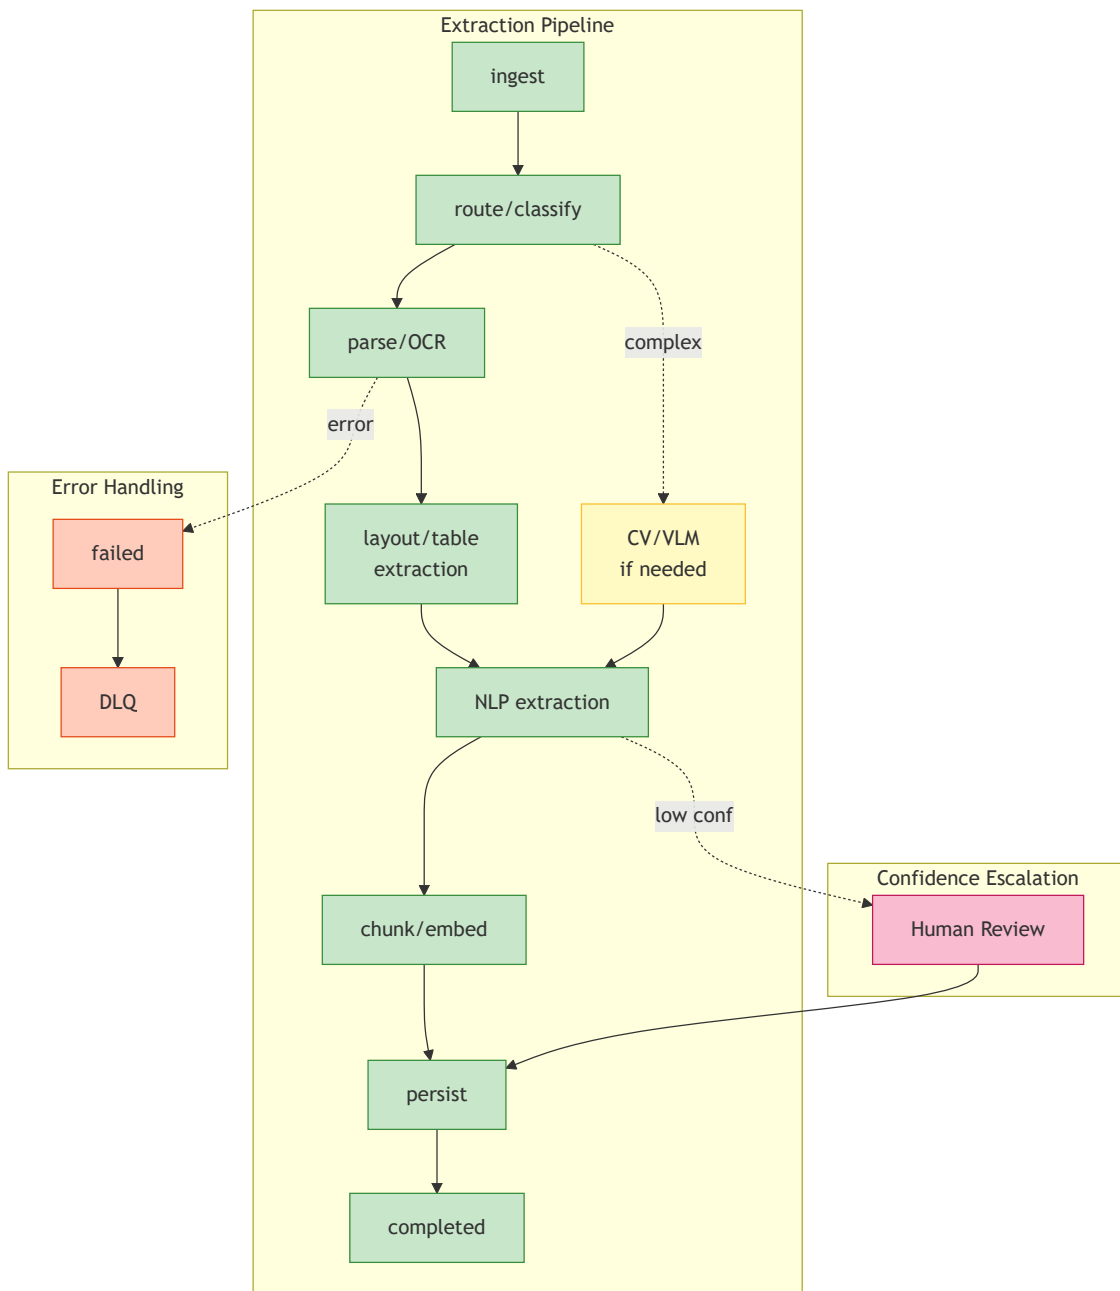 Extraction Pipeline
ingest
route/classify
parse/OCR
complex
error
Error Handling
failed
layout/table
extraction
CV/VLM
if needed
DLQ
NLP extraction
low conf
Confidence Escalation
chunk/embed
Human Review
persist
completed